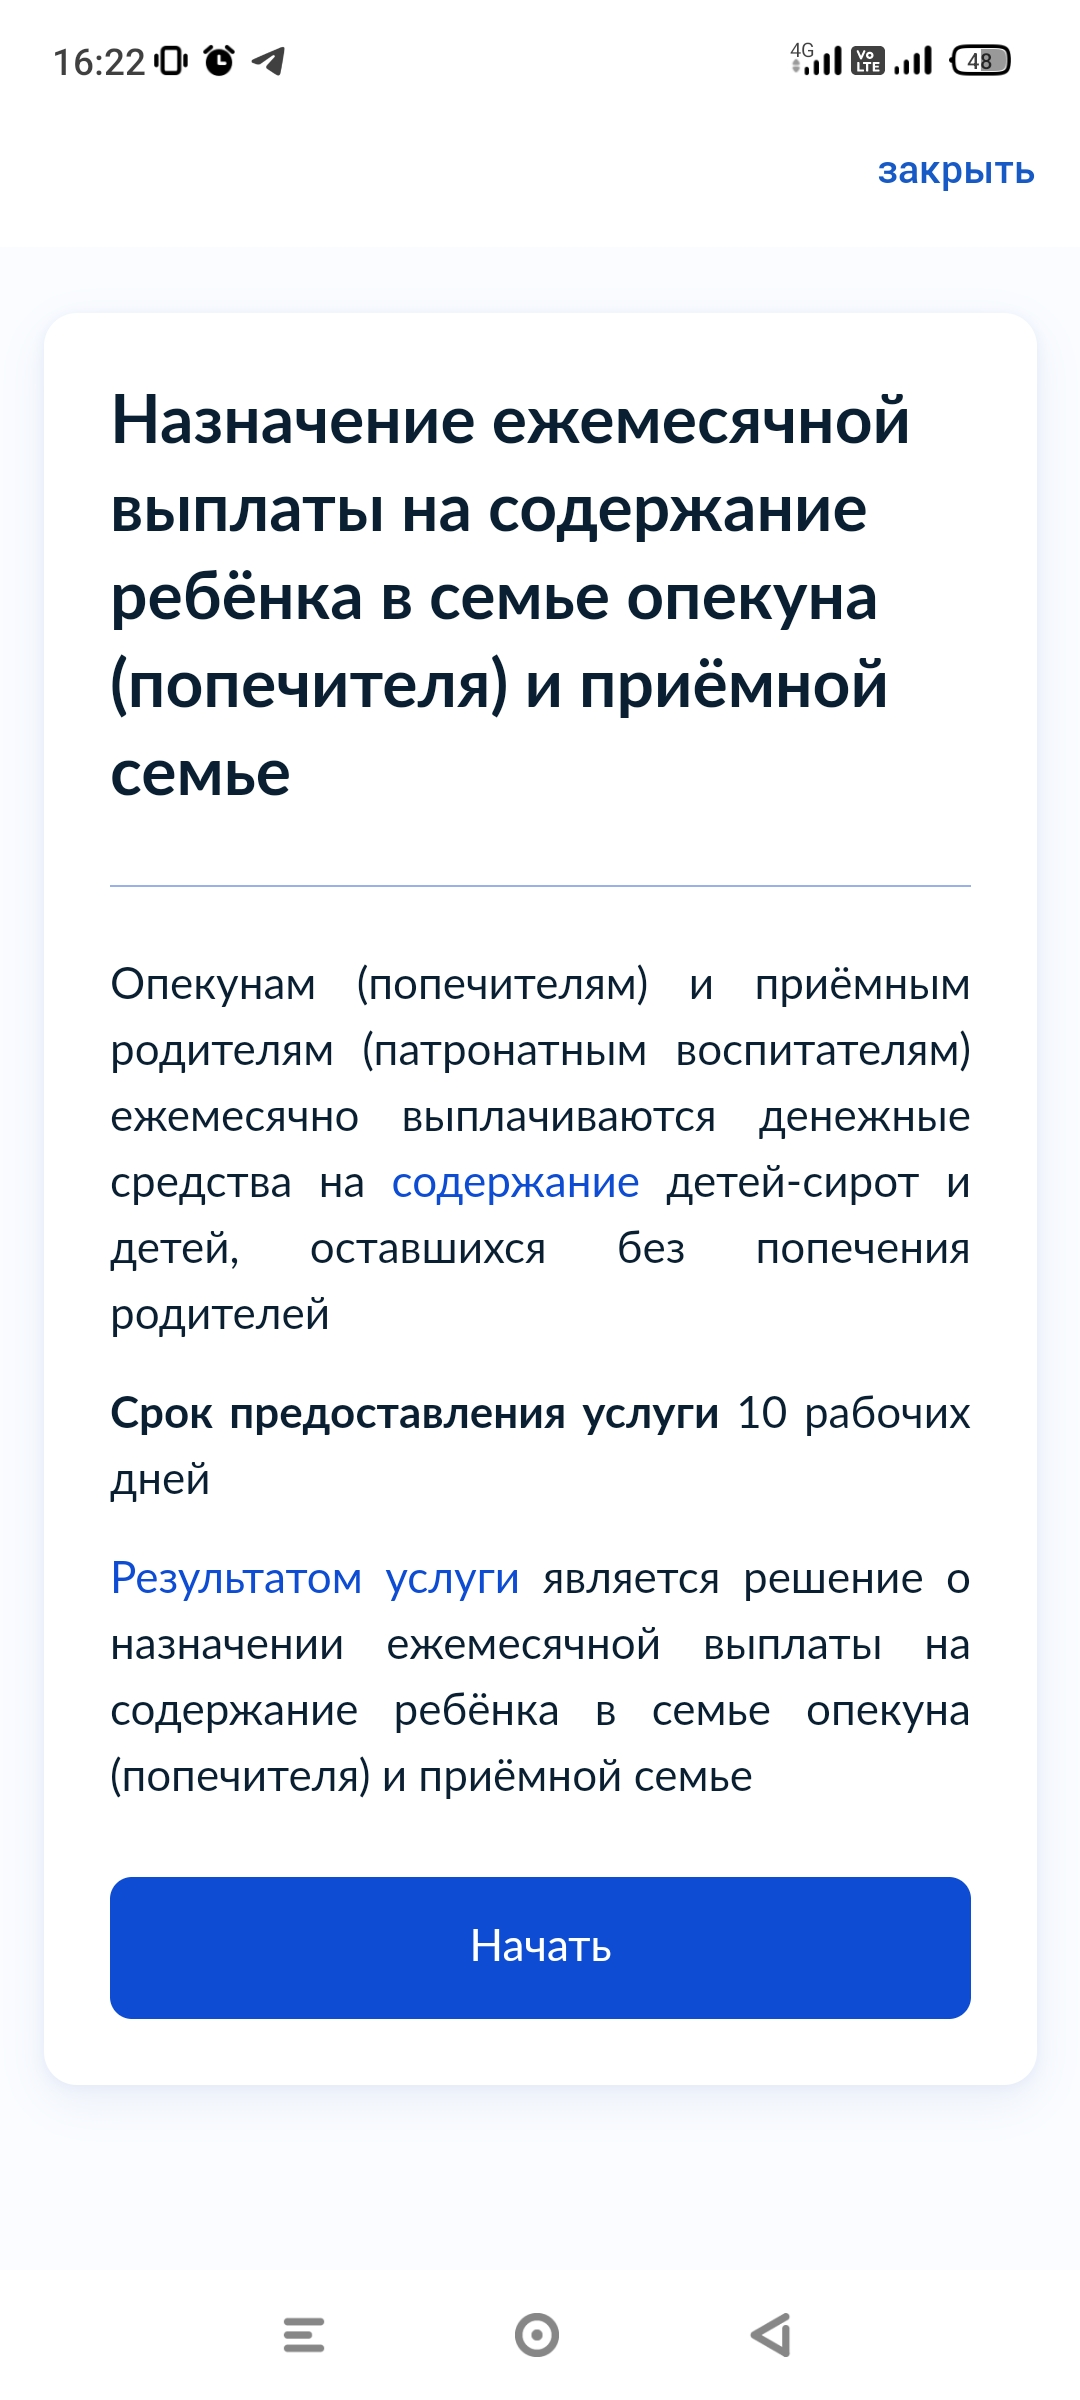 16:22
4G
Vo
LTE
48
закрыть
Назначение ежемесячной
выплаты на содержание
ребёнка в семье опекуна
(попечителя) и приёмной
семье
Опекунам (попечителям) и приёмным
родителям (патронатным воспитателям)
ежемесячно выплачиваются денежные
средства на содержание детей-сирот и
детей, оставшихся без попечения
родителей
Срок предоставления услуги 10 рабочих
дней
Результатом услуги является решение о
назначении ежемесячной выплаты на
содержание ребёнка в семье опекуна
(попечителя) и приёмной семье
Начать